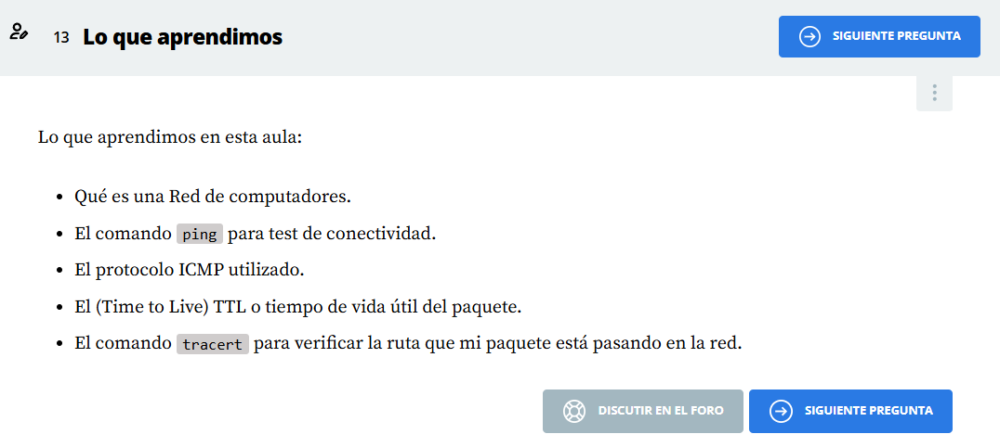 13 Lo que aprendimos
SIGUIENTE PREGUNTA
Lo que aprendimos en esta aula:
• Qué es una Red de computadores.
• El comando ping para test de conectividad.
• El protocolo ICMP utilizado.
• El (Time to Live) TTL o tiempo de vida útil del paquete.
• El comando tracert para verificar la ruta que mi paquete está pasando en la red.
DISCUTIR EN EL FORO
SIGUIENTE PREGUNTA